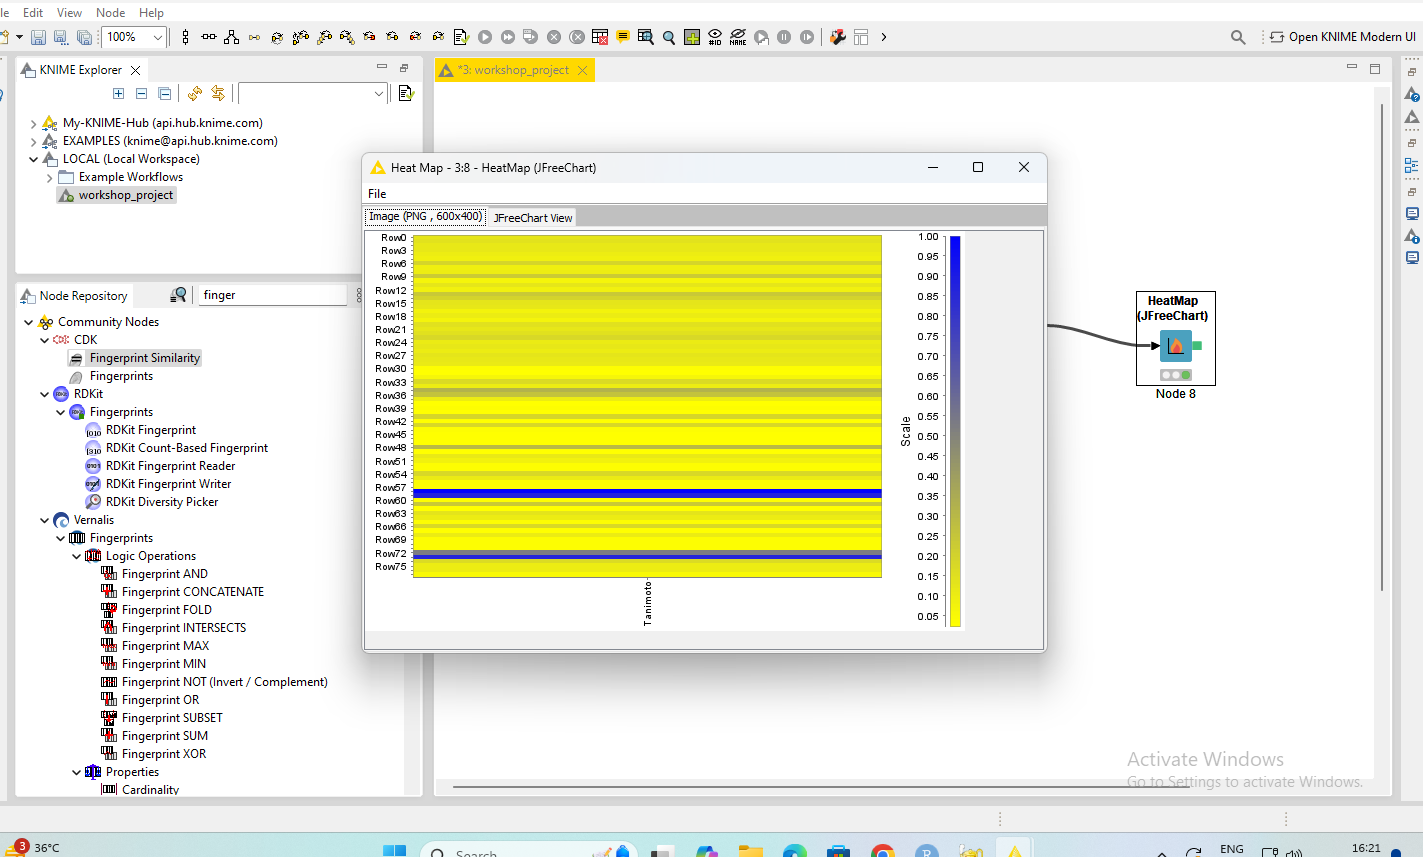 le Edit View Node Help
100%
#ID
NAME
Open KNIME Modern UI
KNIME Explorer
My-KNIME-Hub (api.hub.knime.com)
EXAMPLES (knime@api.hub.knime.com)
LOCAL (Local Workspace)
Example Workflows
workshop_project
Node Repository
finger
Community Nodes
CDK
Fingerprint Similarity
Fingerprints
RDKit
Fingerprints
RDKit Fingerprint
RDKit Count-Based Fingerprint
RDKit Fingerprint Reader
RDKit Fingerprint Writer
RDKit Diversity Picker
Vernalis
Fingerprints
Logic Operations
Fingerprint AND
Fingerprint CONCATENATE
Fingerprint FOLD
Fingerprint INTERSECTS
Fingerprint MAX
Fingerprint MIN
Fingerprint NOT (Invert / Complement)
Fingerprint OR
Fingerprint SUBSET
Fingerprint SUM
Fingerprint XOR
Properties
Cardinality
*3: workshop_project
Heat Map - 3:8 - HeatMap (JFreeChart)
File
Image (PNG , 600x400) JFreeChart View
Row0
Row3
Row6
Row9
Row12
Row15
Row18
Row21
Row24
Row27
Row30
Row33
Row36
Row39
Row42
Row45
Row48
Row51
Row54
Row57
Row60
Row63
Row66
Row69
Row72
Row75
Tanimoto
Scale
1.00
0.95
0.90
0.85
0.80
0.75
0.70
0.65
0.60
0.55
0.50
0.45
0.40
0.35
0.30
0.25
0.20
0.15
0.10
0.05
HeatMap
(JFreeChart)
Node 8
Activate Windows
Go to Settings to activate Windows.
3
36°C
Search
ENG
16:21